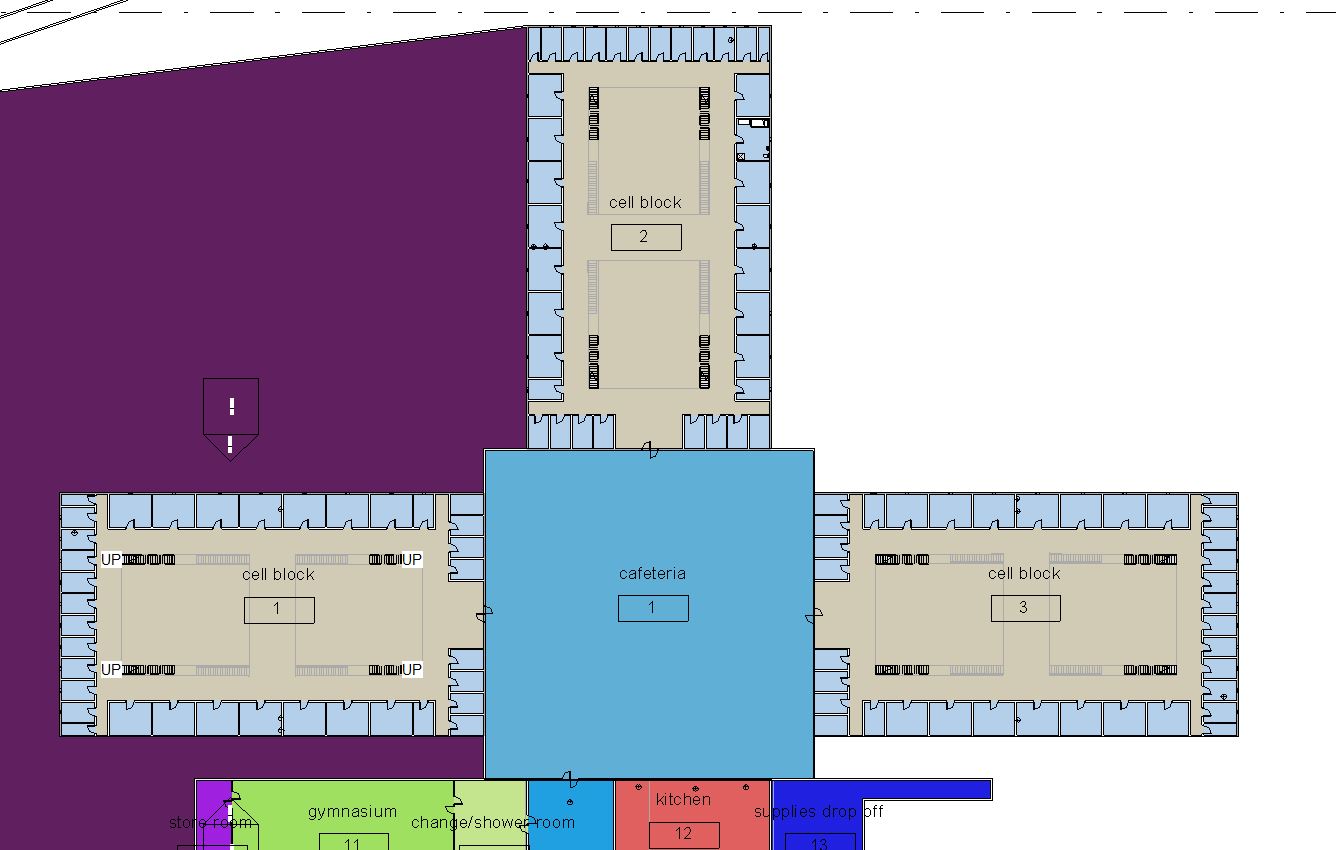 cell block
2
UP
UP
cell block
1
cafeteria
1
cell block
3
UP
UP
gymnasium
11
store room
change/shower room
kitchen
12
supplies drop off
13